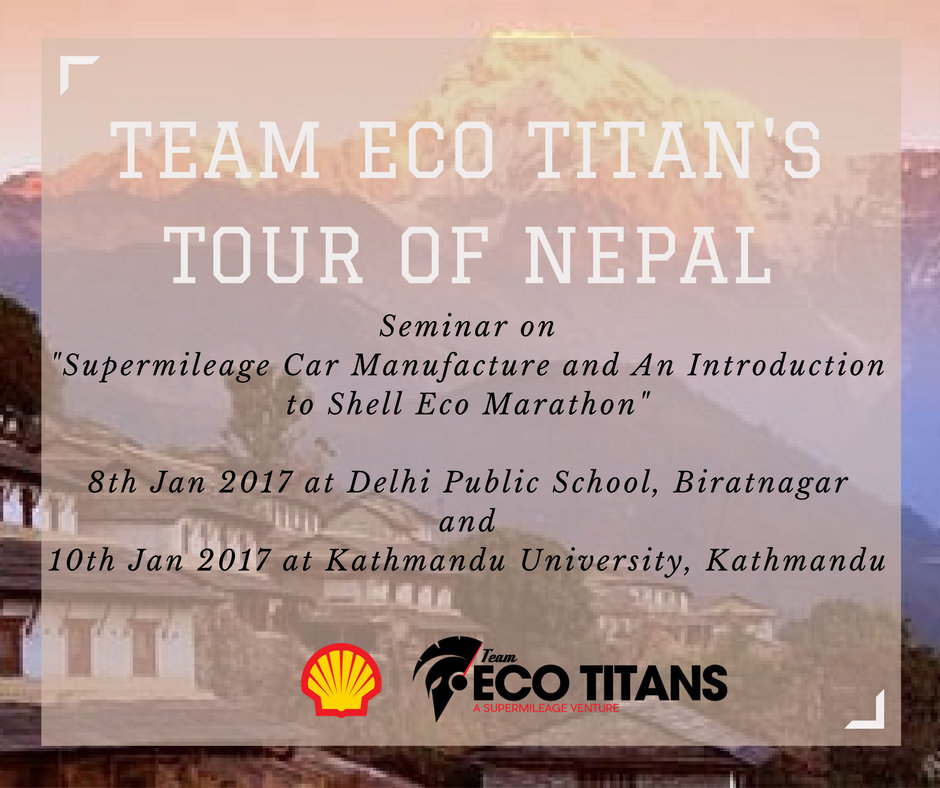 TEAM ECO TITAN'S
TOUR OF NEPAL
Seminar on
"Supermileage Car Manufacture and An Introduction
to Shell Eco Marathon"
8th Jan 2017 at Delhi Public School, Biratnagar
and
10th Jan 2017 at Kathmandu University, Kathmandu
Team
ECO TITANS
A SUPERMILEAGE VENTURE